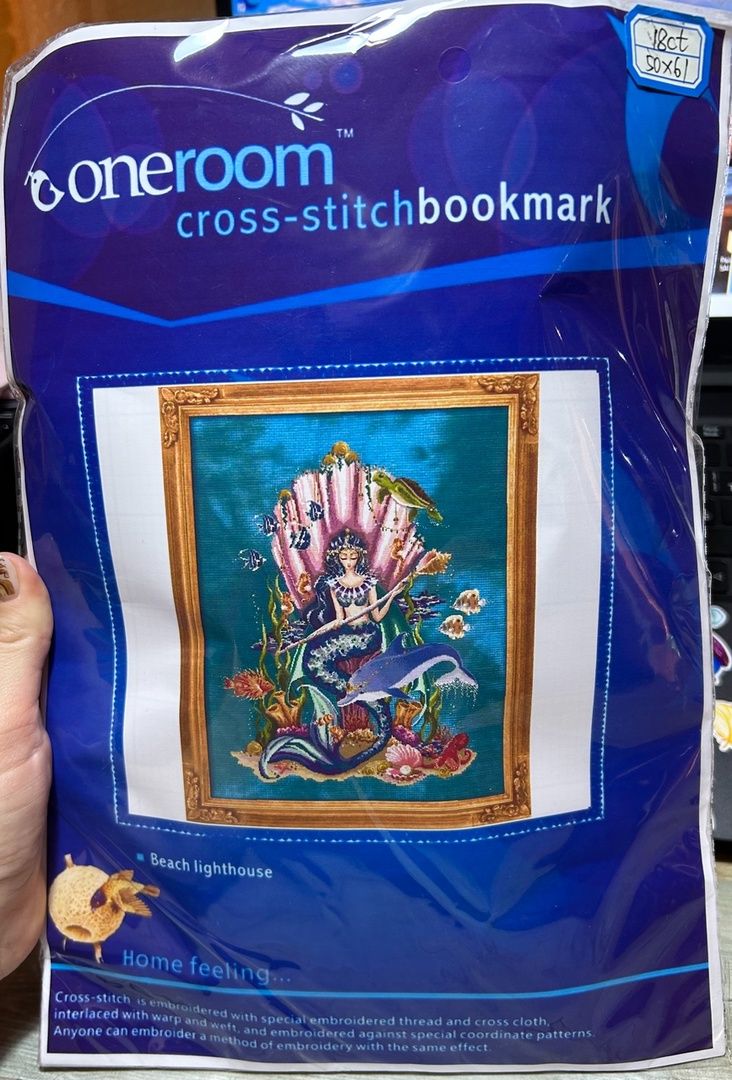 18ct
50x61
oneroom™
cross-stitchbookmark
Beach lighthouse
Home feeling...
Cross-stitch is embroidered with special embroidered thread and cross cloth,
interlaced with warp and weft, and embroidered against special coordinate patterns.
Anyone can embroider a method of embroidery with the same effect.